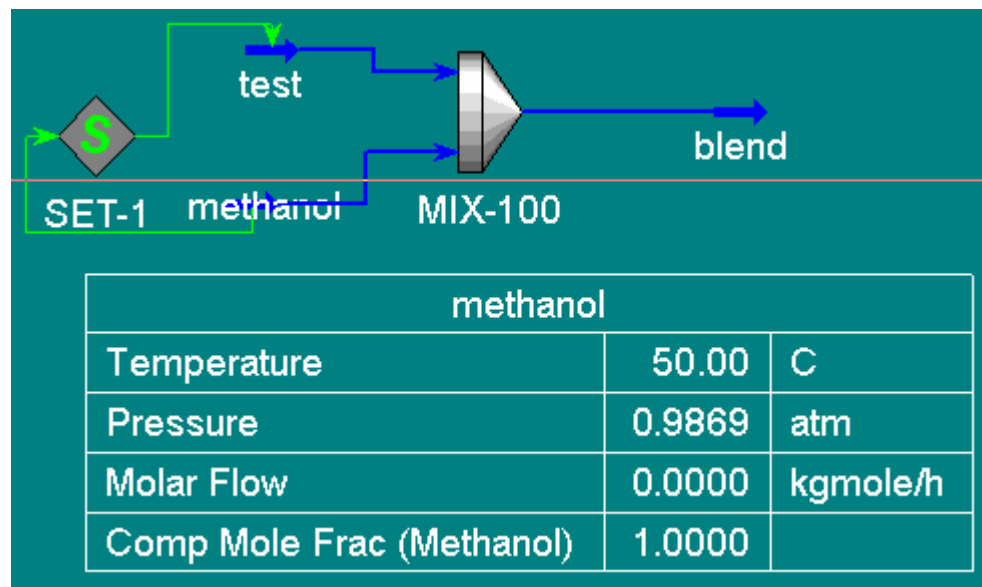 test
S
blend
SET-1
methanol
MIX-100
methanol
Temperature 50.00 C
Pressure 0.9869 atm
Molar Flow 0.0000 kgmole/h
Comp Mole Frac (Methanol) 1.0000